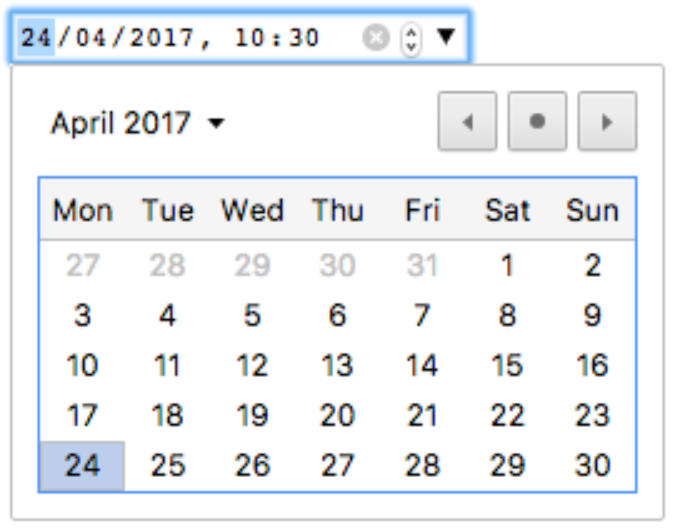 24/04/2017, 10:30
April 2017
Mon Tue Wed Thu Fri Sat Sun
27 28 29 30 31 1 2
3 4 5 6 7 8 9
10 11 12 13 14 15 16
17 18 19 20 21 22 23
24 25 26 27 28 29 30